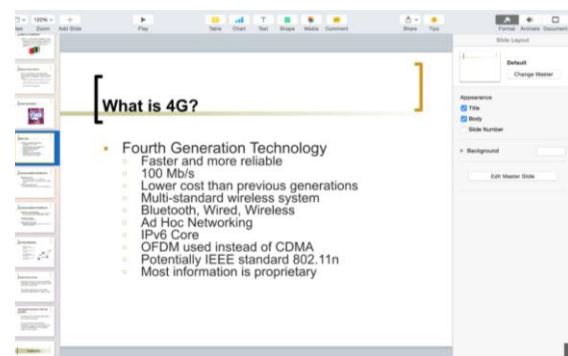 125%
View
Zoom
Add Slide
Play
Table
Chart
Text
Shape
Media
Comment
Share
Tips
Format
Animate
Document
Slide Layout
Default
Change Master
Appearance
Title
Body
Slide Number
Background
Edit Master Slide
What is 4G?
Fourth Generation Technology
Faster and more reliable
100 Mb/s
Lower cost than previous generations
Multi-standard wireless system
Bluetooth, Wired, Wireless
Ad Hoc Networking
IPv6 Core
OFDM used instead of CDMA
Potentially IEEE standard 802.11n
Most information is proprietary